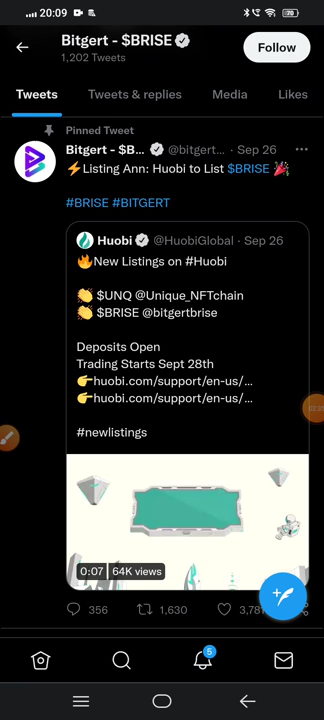 20:09
Bitgert - $BRISE
1,202 Tweets
Follow
Tweets Tweets & replies Media Likes
Pinned Tweet
Bitgert - $B... @bitgert... · Sep 26
⚡Listing Ann: Huobi to List $BRISE 🎉
#BRISE #BITGERT
Huobi @HuobiGlobal · Sep 26
🔥New Listings on #Huobi
👏 $UNQ @Unique_NFTchain
👏 $BRISE @bitgertbrise
Deposits Open
Trading Starts Sept 28th
👉huobi.com/support/en-us/...
👉huobi.com/support/en-us/...
#newlistings
0:07 64K views
356 1,630
5